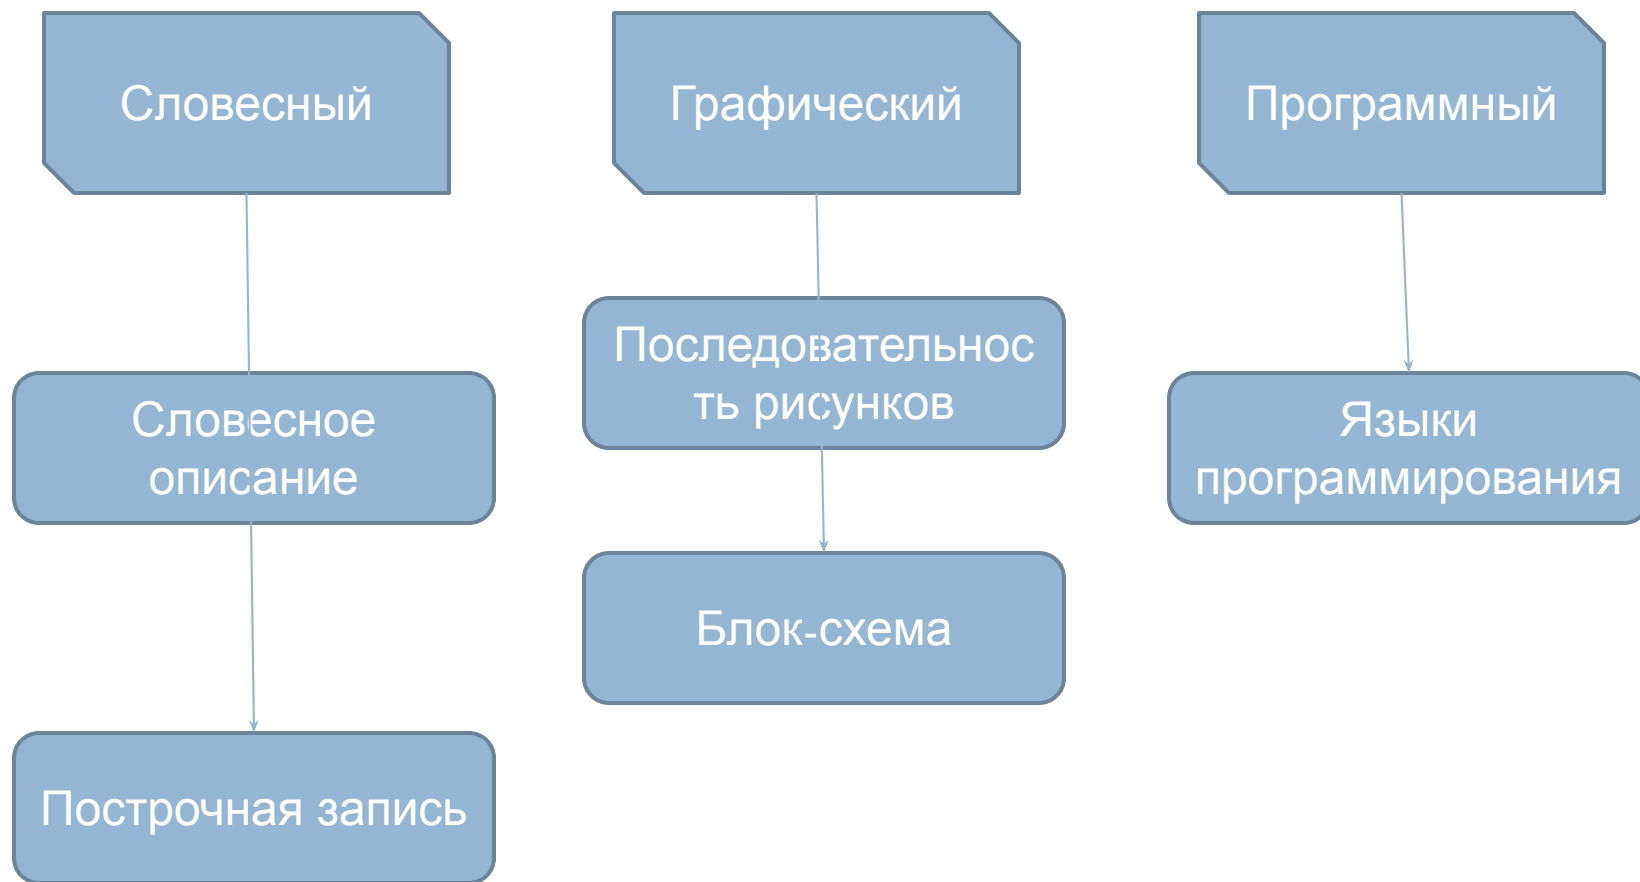 Словесный
Графический
Программный
Последовательнос
ть рисунков
Словесное
описание
Языки
программирования
Блок-схема
Построчная запись